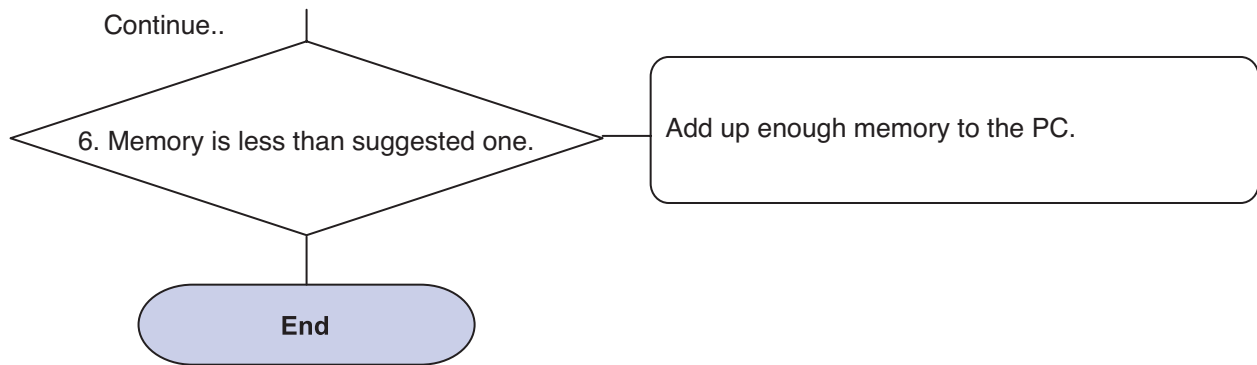 Continue..
6. Memory is less than suggested one.
Add up enough memory to the PC.
End